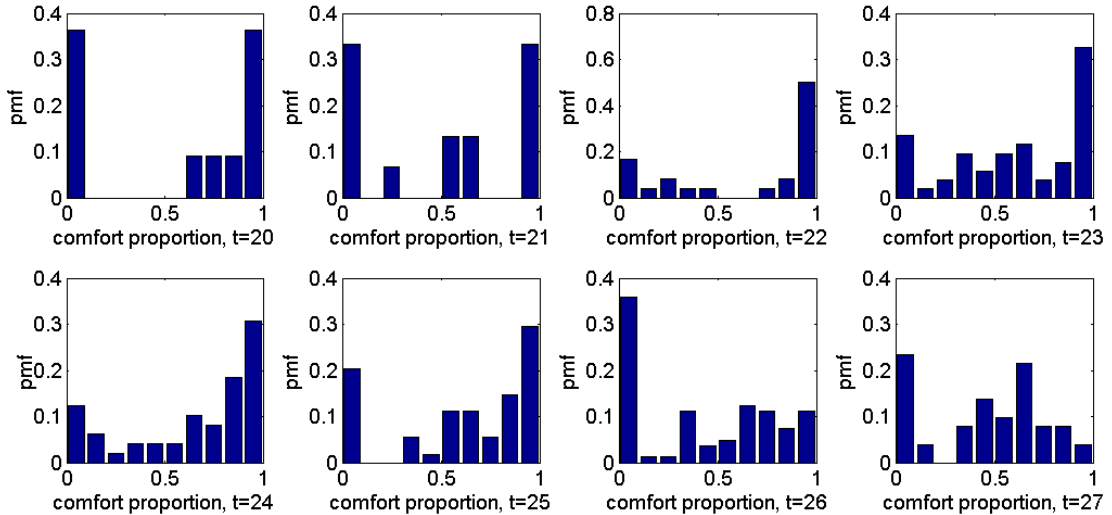 0.4 0.4 0.8 0.4
0.3 0.3 0.6 0.3
pmf pmf pmf pmf
0.2 0.2 0.4 0.2
0.1 0.1 0.2 0.1
0 0 0 0
0 0.5 1 0 0.5 1 0 0.5 1 0 0.5 1
comfort proportion, t=20 comfort proportion, t=21 comfort proportion, t=22 comfort proportion, t=23
0.4 0.4 0.4 0.4
0.3 0.3 0.3 0.3
pmf pmf pmf pmf
0.2 0.2 0.2 0.2
0.1 0.1 0.1 0.1
0 0 0 0
0 0.5 1 0 0.5 1 0 0.5 1 0 0.5 1
comfort proportion, t=24 comfort proportion, t=25 comfort proportion, t=26 comfort proportion, t=27